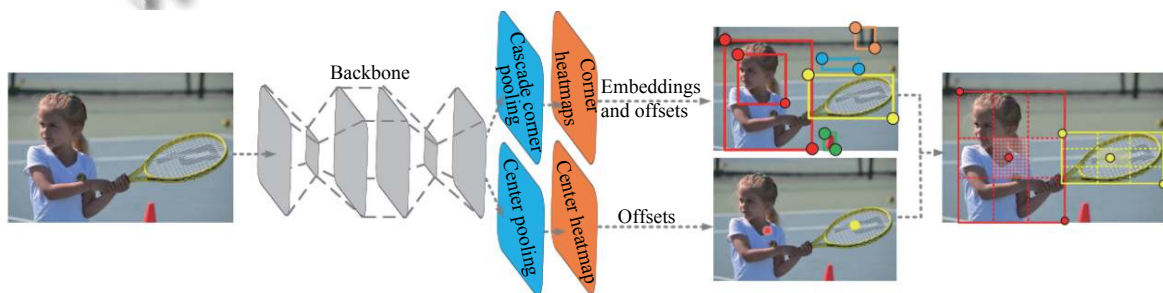 Backbone
Cascade corner
pooling
Corner
heatmaps
Embeddings
and offsets
Center pooling
Center heatmap
Offsets